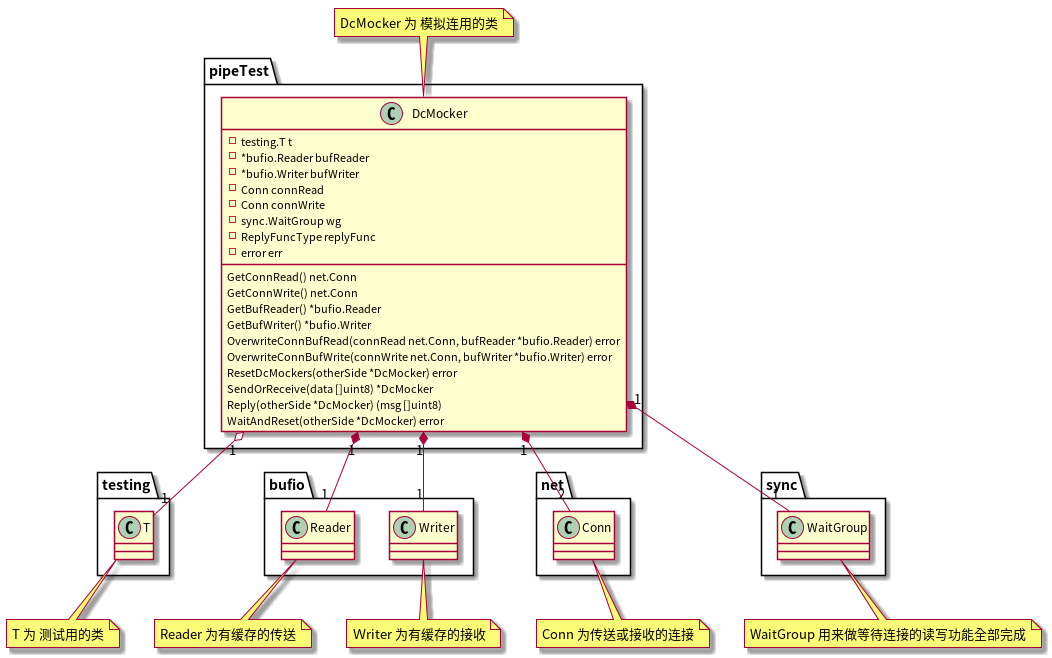 DcMocker 为 模拟连用的类
pipeTest
C DcMocker
testing.T t
*bufio.Reader bufReader
*bufio.Writer bufWriter
Conn connRead
Conn connWrite
sync.WaitGroup wg
ReplyFuncType replyFunc
error err
GetConnRead() net.Conn
GetConnWrite() net.Conn
GetBufReader() *bufio.Reader
GetBufWriter() *bufio.Writer
OverwriteConnBufRead(connRead net.Conn, bufReader *bufio.Reader) error
OverwriteConnBufWrite(connWrite net.Conn, bufWriter *bufio.Writer) error
ResetDcMockers(otherSide *DcMocker) error
SendOrReceive(data []uint8) *DcMocker
Reply(otherSide *DcMocker) (msg []uint8)
WaitAndReset(otherSide *DcMocker) error
1
1 1 1 1
testing bufio net sync
1 1 1 2 1
C T
C Reader
C Writer
C Conn
C WaitGroup
T 为 测试用的类
Reader 为有缓存的传送
Writer 为有缓存的接收
Conn 为传送或接收的连接
WaitGroup 用来做等待连接的读写功能全部完成